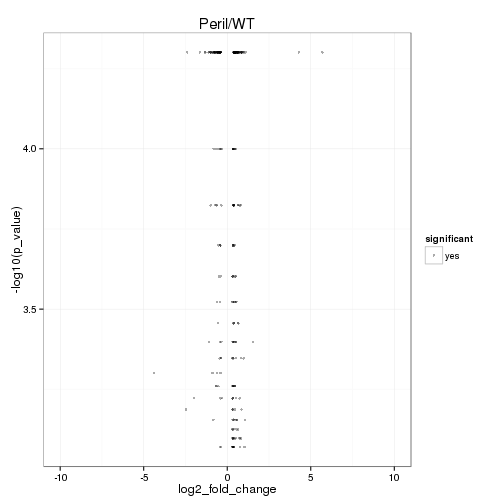 Peril/WT
4.0
3.5
-log10(p_value)
-10
-5
0
5
10
log2_fold_change
significant
yes